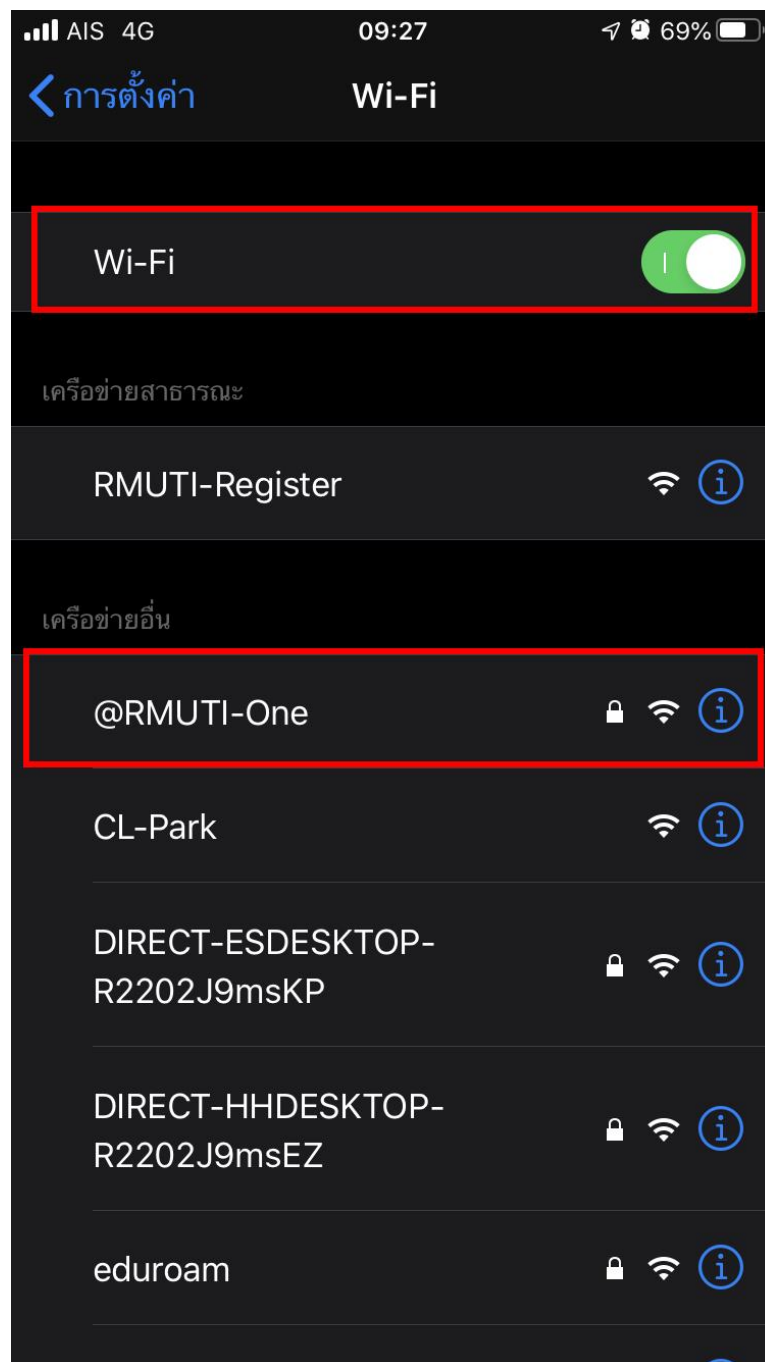 AIS 4G 09:27 69%
การตั้งค่า Wi-Fi
Wi-Fi
เครือข่ายสาธารณะ
RMUTI-Register
เครือข่ายอื่น
@RMUTI-One
CL-Park
DIRECT-ESDESKTOP-
R2202J9msKP
DIRECT-HHDESKTOP-
R2202J9msEZ
eduroam